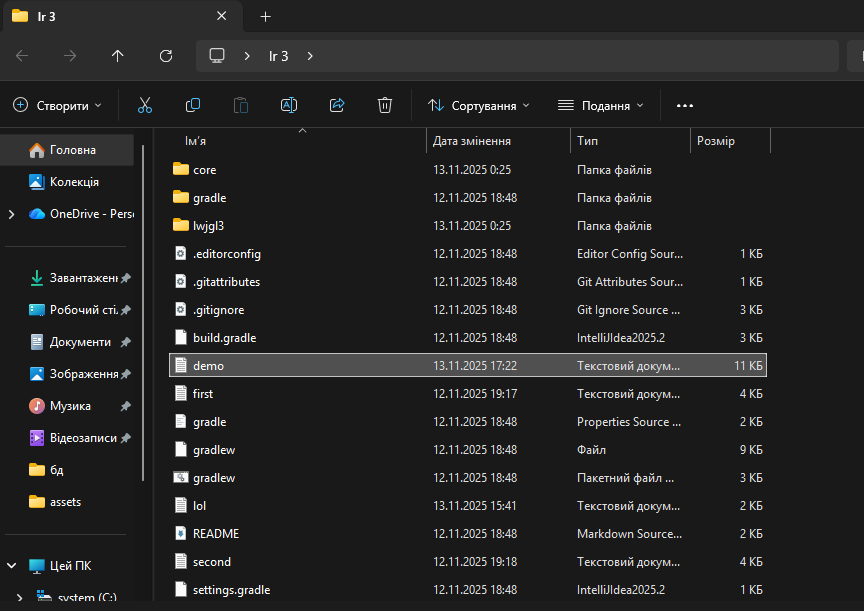 lr 3
lr 3
Створити
Сортування
Подання
Головна
Колекція
OneDrive - Perso
Завантаженн
Робочий сті.
Документи
Зображення
Музика
Відеозаписи
бд
assets
Цей ПК
system (C:)
Ім'я Дата змінення Тип Розмір
core 13.11.2025 0:25 Папка файлів
gradle 12.11.2025 18:48 Папка файлів
lwjgl3 13.11.2025 0:25 Папка файлів
.editorconfig 12.11.2025 18:48 Editor Config Sour... 1 КБ
.gitattributes 12.11.2025 18:48 Git Attributes Sour... 1 КБ
.gitignore 12.11.2025 18:48 Git Ignore Source ... 3 КБ
build.gradle 12.11.2025 18:48 IntelliJIdea2025.2 3 КБ
demo 13.11.2025 17:22 Текстовий докум... 11 КБ
first 12.11.2025 19:17 Текстовий докум... 4 КБ
gradle 12.11.2025 18:48 Properties Source ... 2 КБ
gradlew 12.11.2025 18:48 Файл 9 КБ
gradlew 12.11.2025 18:48 Пакетний файл ... 3 КБ
lol 13.11.2025 15:41 Текстовий докум... 2 КБ
README 12.11.2025 18:48 Markdown Source... 2 КБ
second 12.11.2025 19:18 Текстовий докум... 4 КБ
settings.gradle 12.11.2025 18:48 IntelliJIdea2025.2 1 КБ